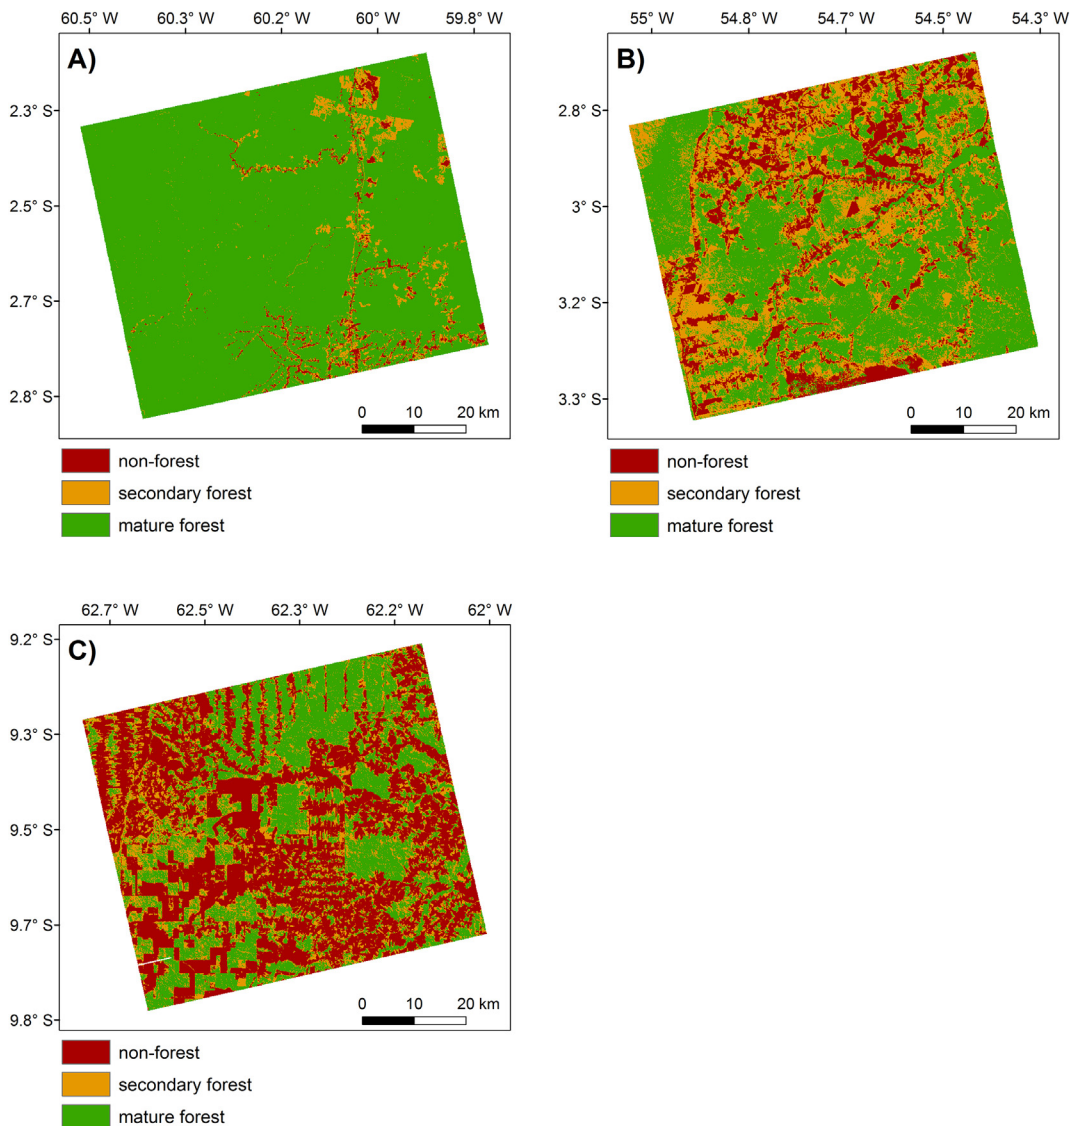 60.5° W 60.3° W 60.2° W 60° W 59.8° W
A)
2.3° S
2.5° S
2.7° S
2.8° S
0 10 20 km
non-forest
secondary forest
mature forest
55° W 54.8° W 54.7° W 54.5° W 54.3° W
B)
2.8° S
3° S
3.2° S
3.3° S
0 10 20 km
non-forest
secondary forest
mature forest
62.7° W 62.5° W 62.3° W 62.2° W 62° W
C)
9.2° S
9.3° S
9.5° S
9.7° S
9.8° S
0 10 20 km
non-forest
secondary forest
mature forest